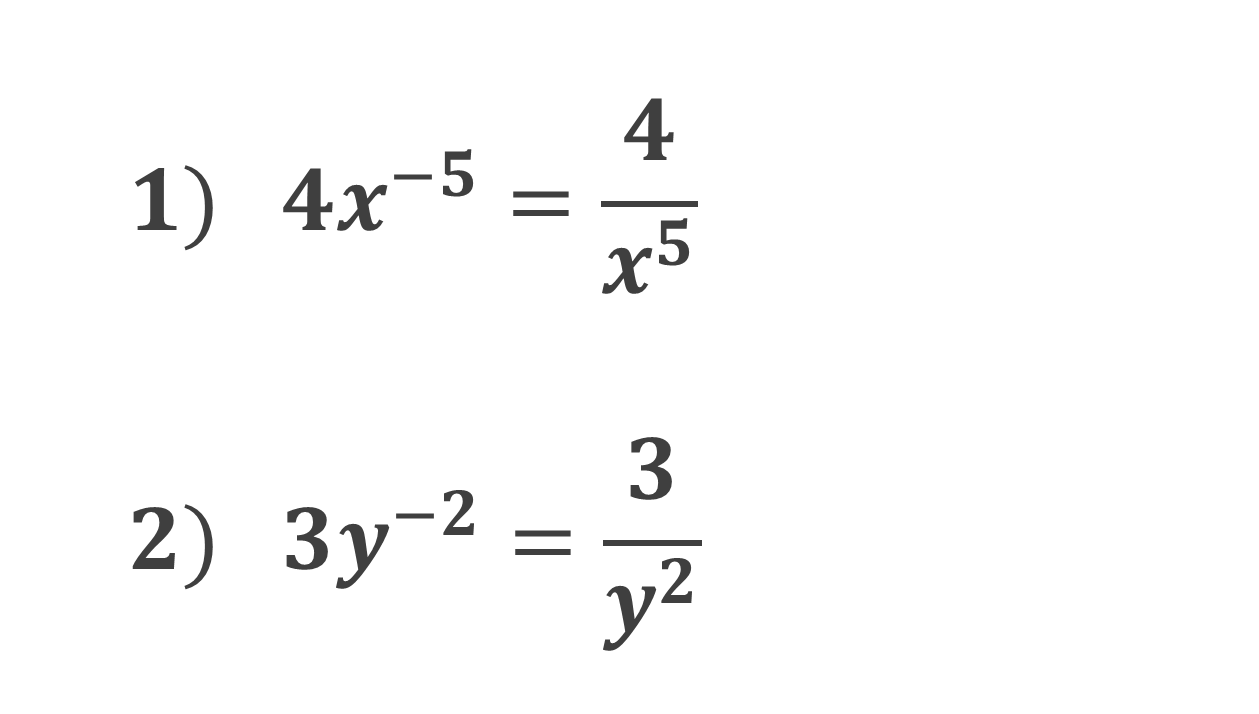 1) 4x⁻⁵ = 4/x⁵
2) 3y⁻² = 3/y²